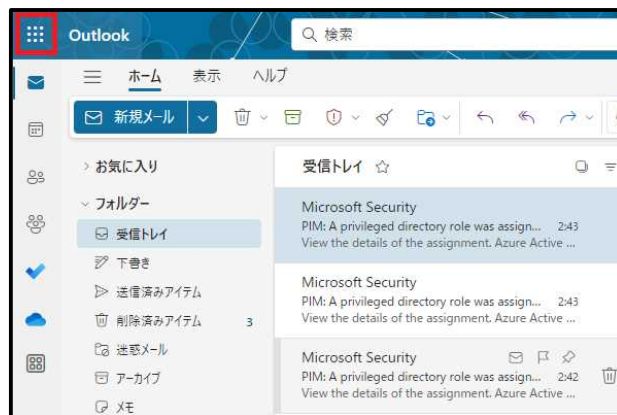 Outlook
検索
ホーム 表示 ヘルプ
新規メール
お気に入り
フォルダー
受信トレイ
下書き
送信済みアイテム
削除済みアイテム 3
迷惑メール
アーカイブ
メモ
受信トレイ
Microsoft Security
PIM: A privileged directory role was assign... 2:43
View the details of the assignment. Azure Active ...
Microsoft Security
PIM: A privileged directory role was assign... 2:43
View the details of the assignment. Azure Active ...
Microsoft Security
PIM: A privileged directory role was assign... 2:42
View the details of the assignment. Azure Active ...